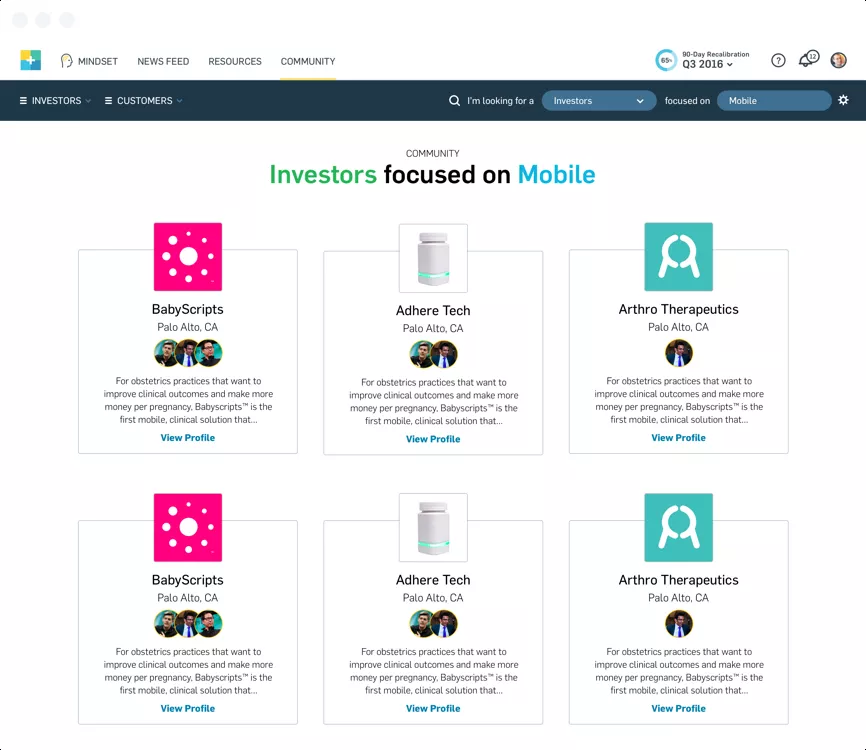 MINDSET NEWS FEED RESOURCES COMMUNITY
65% 90-Day Recalibration
Q3 2016
? 12
INVESTORS CUSTOMERS I'm looking for a Investors focused on Mobile
COMMUNITY
Investors focused on Mobile
BabyScripts
Palo Alto, CA
For obstetrics practices that want to
improve clinical outcomes and make more
money per pregnancy, Babyscripts™ is the
first mobile, clinical solution that...
View Profile
Adhere Tech
Palo Alto, CA
For obstetrics practices that want to
improve clinical outcomes and make more
money per pregnancy, Babyscripts™ is the
first mobile, clinical solution that...
View Profile
Arthro Therapeutics
Palo Alto, CA
For obstetrics practices that want to
improve clinical outcomes and make more
money per pregnancy, Babyscripts™ is the
first mobile, clinical solution that...
View Profile
BabyScripts
Palo Alto, CA
For obstetrics practices that want to
improve clinical outcomes and make more
money per pregnancy, Babyscripts™ is the
first mobile, clinical solution that...
View Profile
Adhere Tech
Palo Alto, CA
For obstetrics practices that want to
improve clinical outcomes and make more
money per pregnancy, Babyscripts™ is the
first mobile, clinical solution that...
View Profile
Arthro Therapeutics
Palo Alto, CA
For obstetrics practices that want to
improve clinical outcomes and make more
money per pregnancy, Babyscripts™ is the
first mobile, clinical solution that...
View Profile